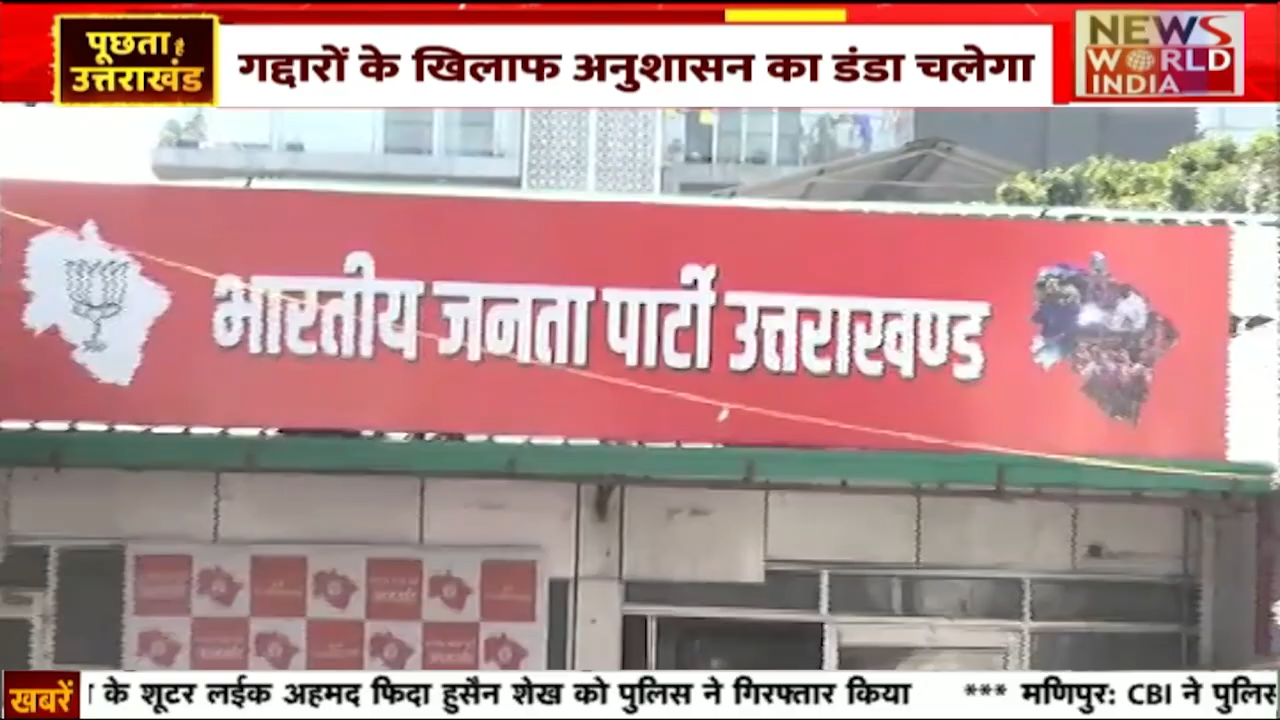 पूछता है
उत्तराखंड
गद्दारों के खिलाफ अनुशासन का डंडा चलेगा
NEWS
WORLD
INDIA
भारतीय जनता पार्टी उत्तराखण्ड
खबरें
के शूटर लईक अहमद फिदा हुसैन शेख को पुलिस ने गिरफ्तार किया *** मणिपुर: CBI ने पुलिस